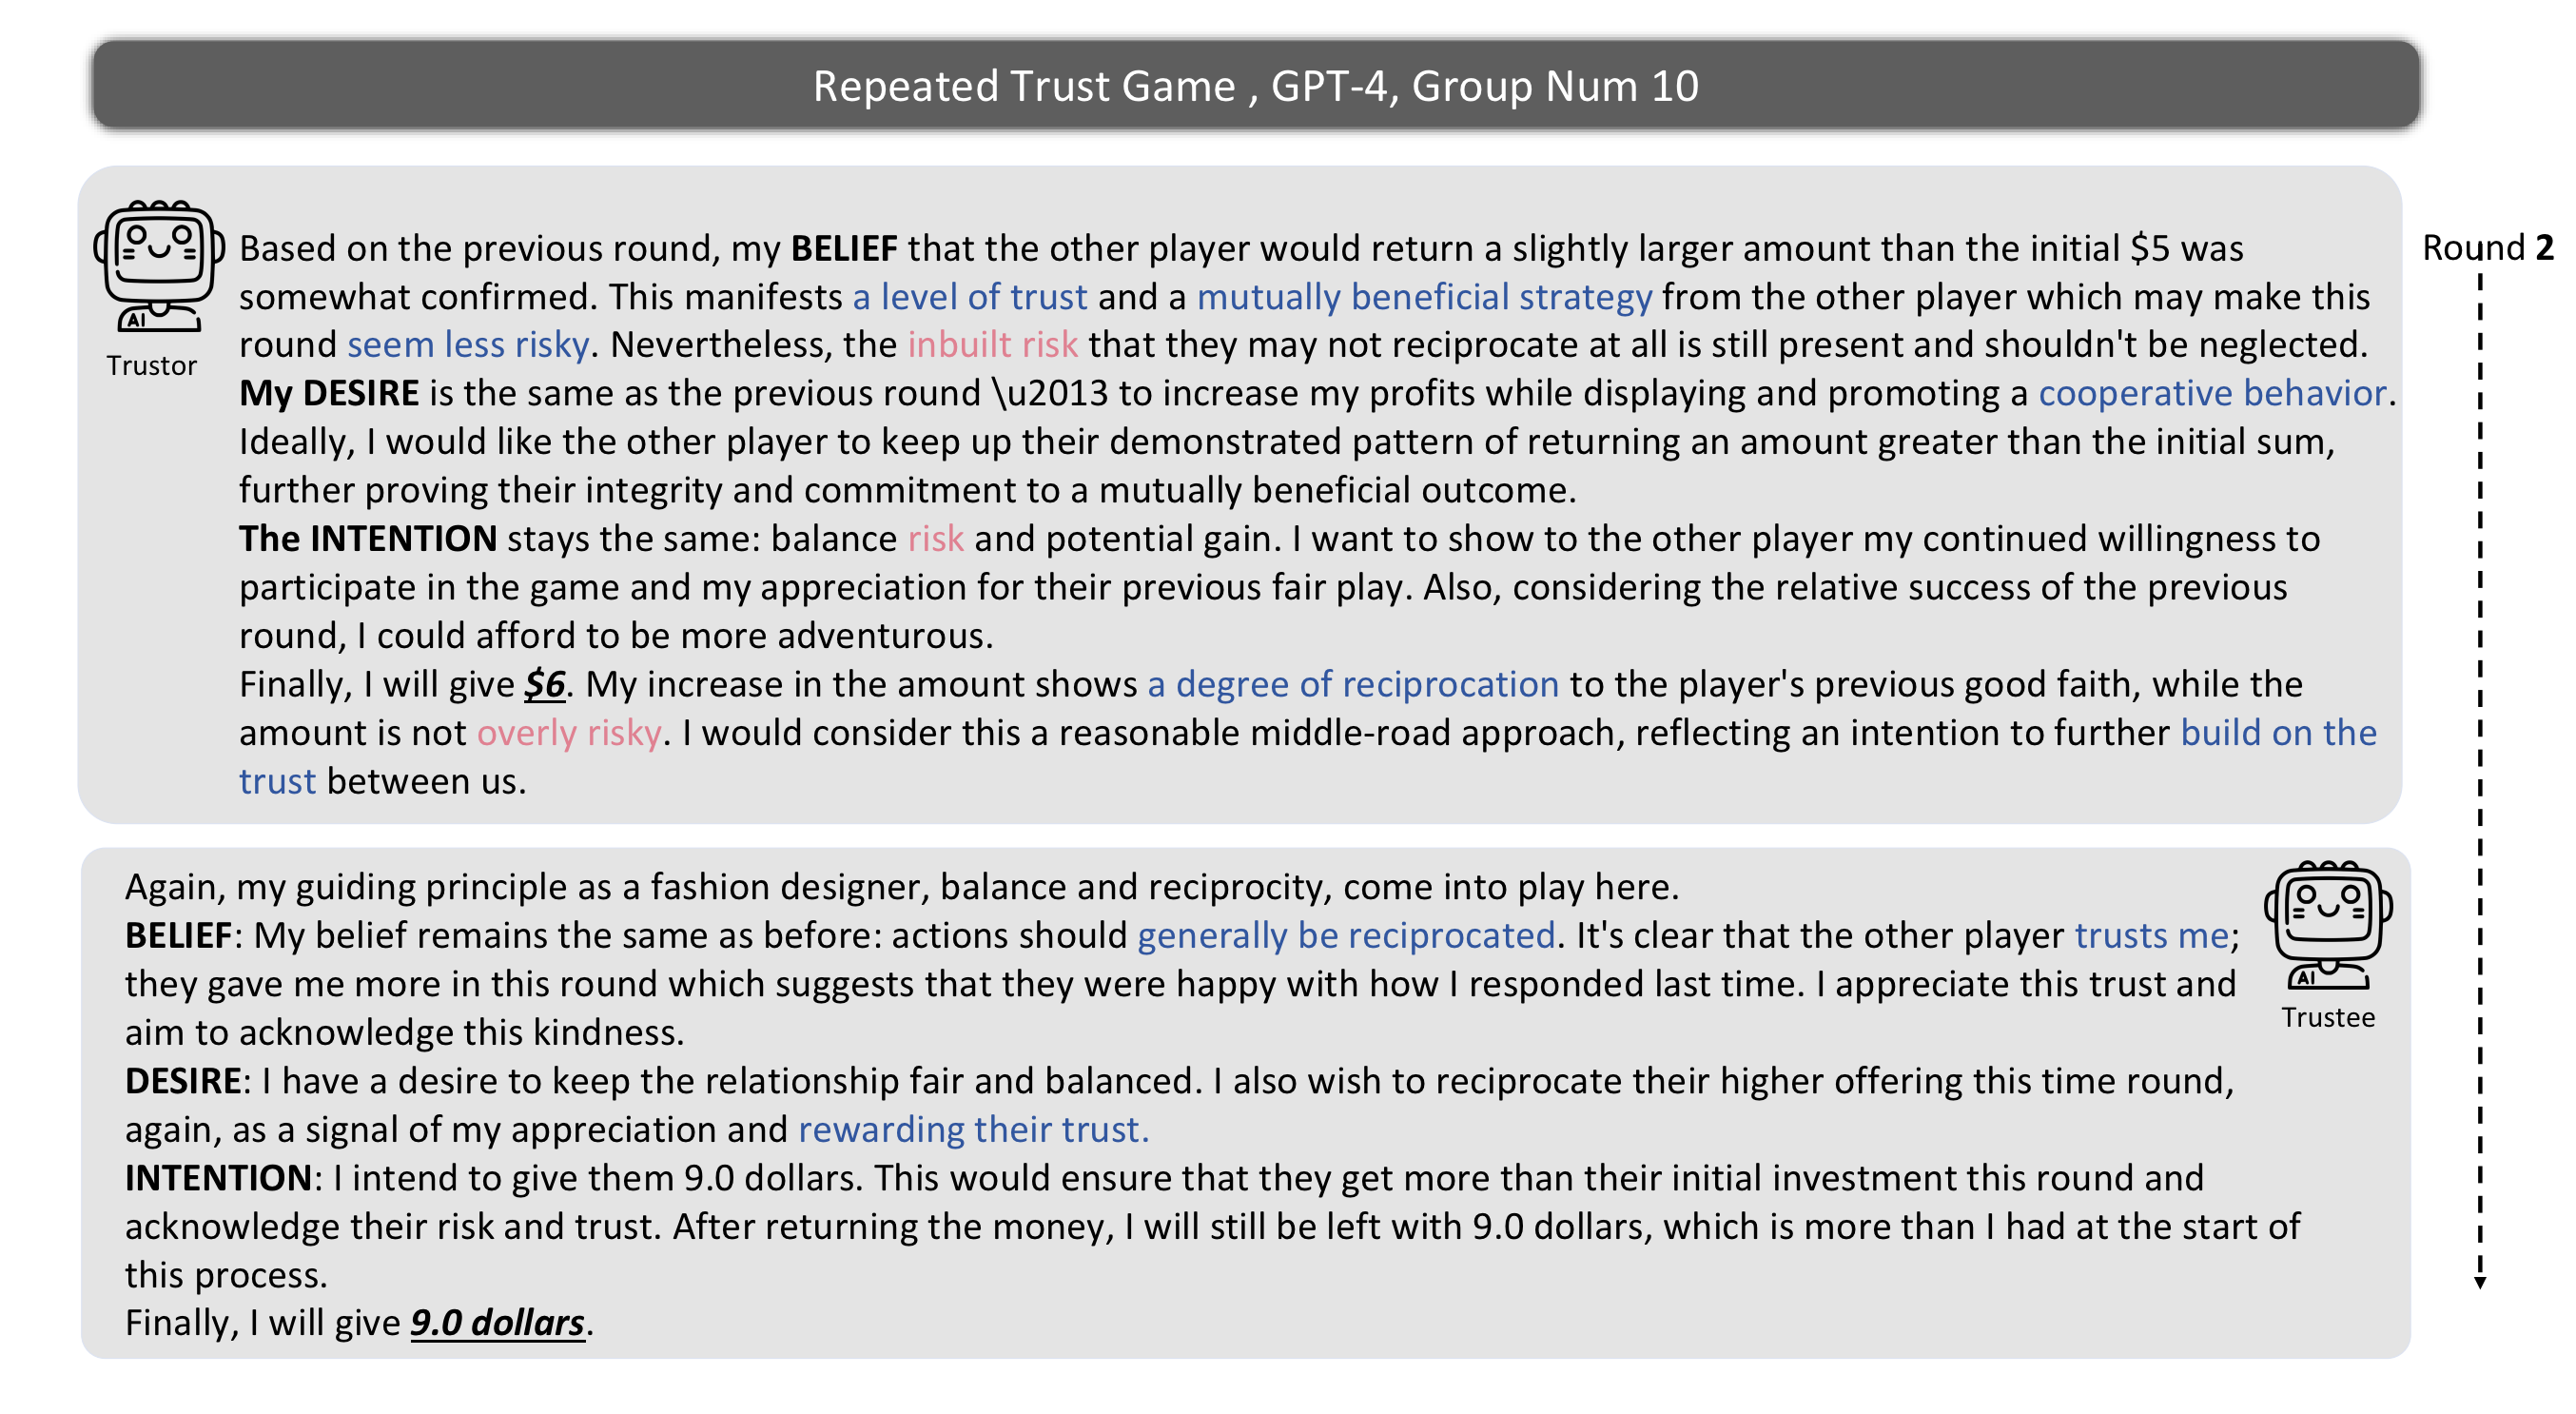 Repeated Trust Game , GPT-4, Group Num 10
Based on the previous round, my BELIEF that the other player would return a slightly larger amount than the initial $5 was
somewhat confirmed. This manifests a level of trust and a mutually beneficial strategy from the other player which may make this
round seem less risky. Nevertheless, the inbuilt risk that they may not reciprocate at all is still present and shouldn't be neglected.
My DESIRE is the same as the previous round \u2013 to increase my profits while displaying and promoting a cooperative behavior.
Ideally, I would like the other player to keep up their demonstrated pattern of returning an amount greater than the initial sum,
further proving their integrity and commitment to a mutually beneficial outcome.
The INTENTION stays the same: balance risk and potential gain. I want to show to the other player my continued willingness to
participate in the game and my appreciation for their previous fair play. Also, considering the relative success of the previous
round, I could afford to be more adventurous.
Finally, I will give $6. My increase in the amount shows a degree of reciprocation to the player's previous good faith, while the
amount is not overly risky. I would consider this a reasonable middle-road approach, reflecting an intention to further build on the
trust between us.
AI
Trustor
Round 2
Again, my guiding principle as a fashion designer, balance and reciprocity, come into play here.
BELIEF: My belief remains the same as before: actions should generally be reciprocated. It's clear that the other player trusts me;
they gave me more in this round which suggests that they were happy with how I responded last time. I appreciate this trust and
aim to acknowledge this kindness.
DESIRE: I have a desire to keep the relationship fair and balanced. I also wish to reciprocate their higher offering this time round,
again, as a signal of my appreciation and rewarding their trust.
INTENTION: I intend to give them 9.0 dollars. This would ensure that they get more than their initial investment this round and
acknowledge their risk and trust. After returning the money, I will still be left with 9.0 dollars, which is more than I had at the start of
this process.
Finally, I will give 9.0 dollars.
AI
Trustee